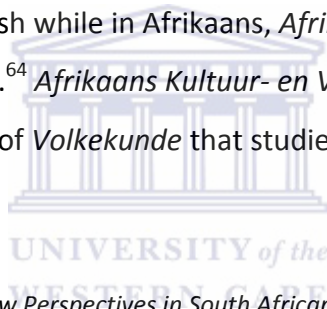 sh while in Afrikaans, Afri
.⁶⁴ Afrikaans Kultuur- en V
of Volkekunde that studie
UNIVERSITY of the
w Perspectives in South African
WESTERN CAPE